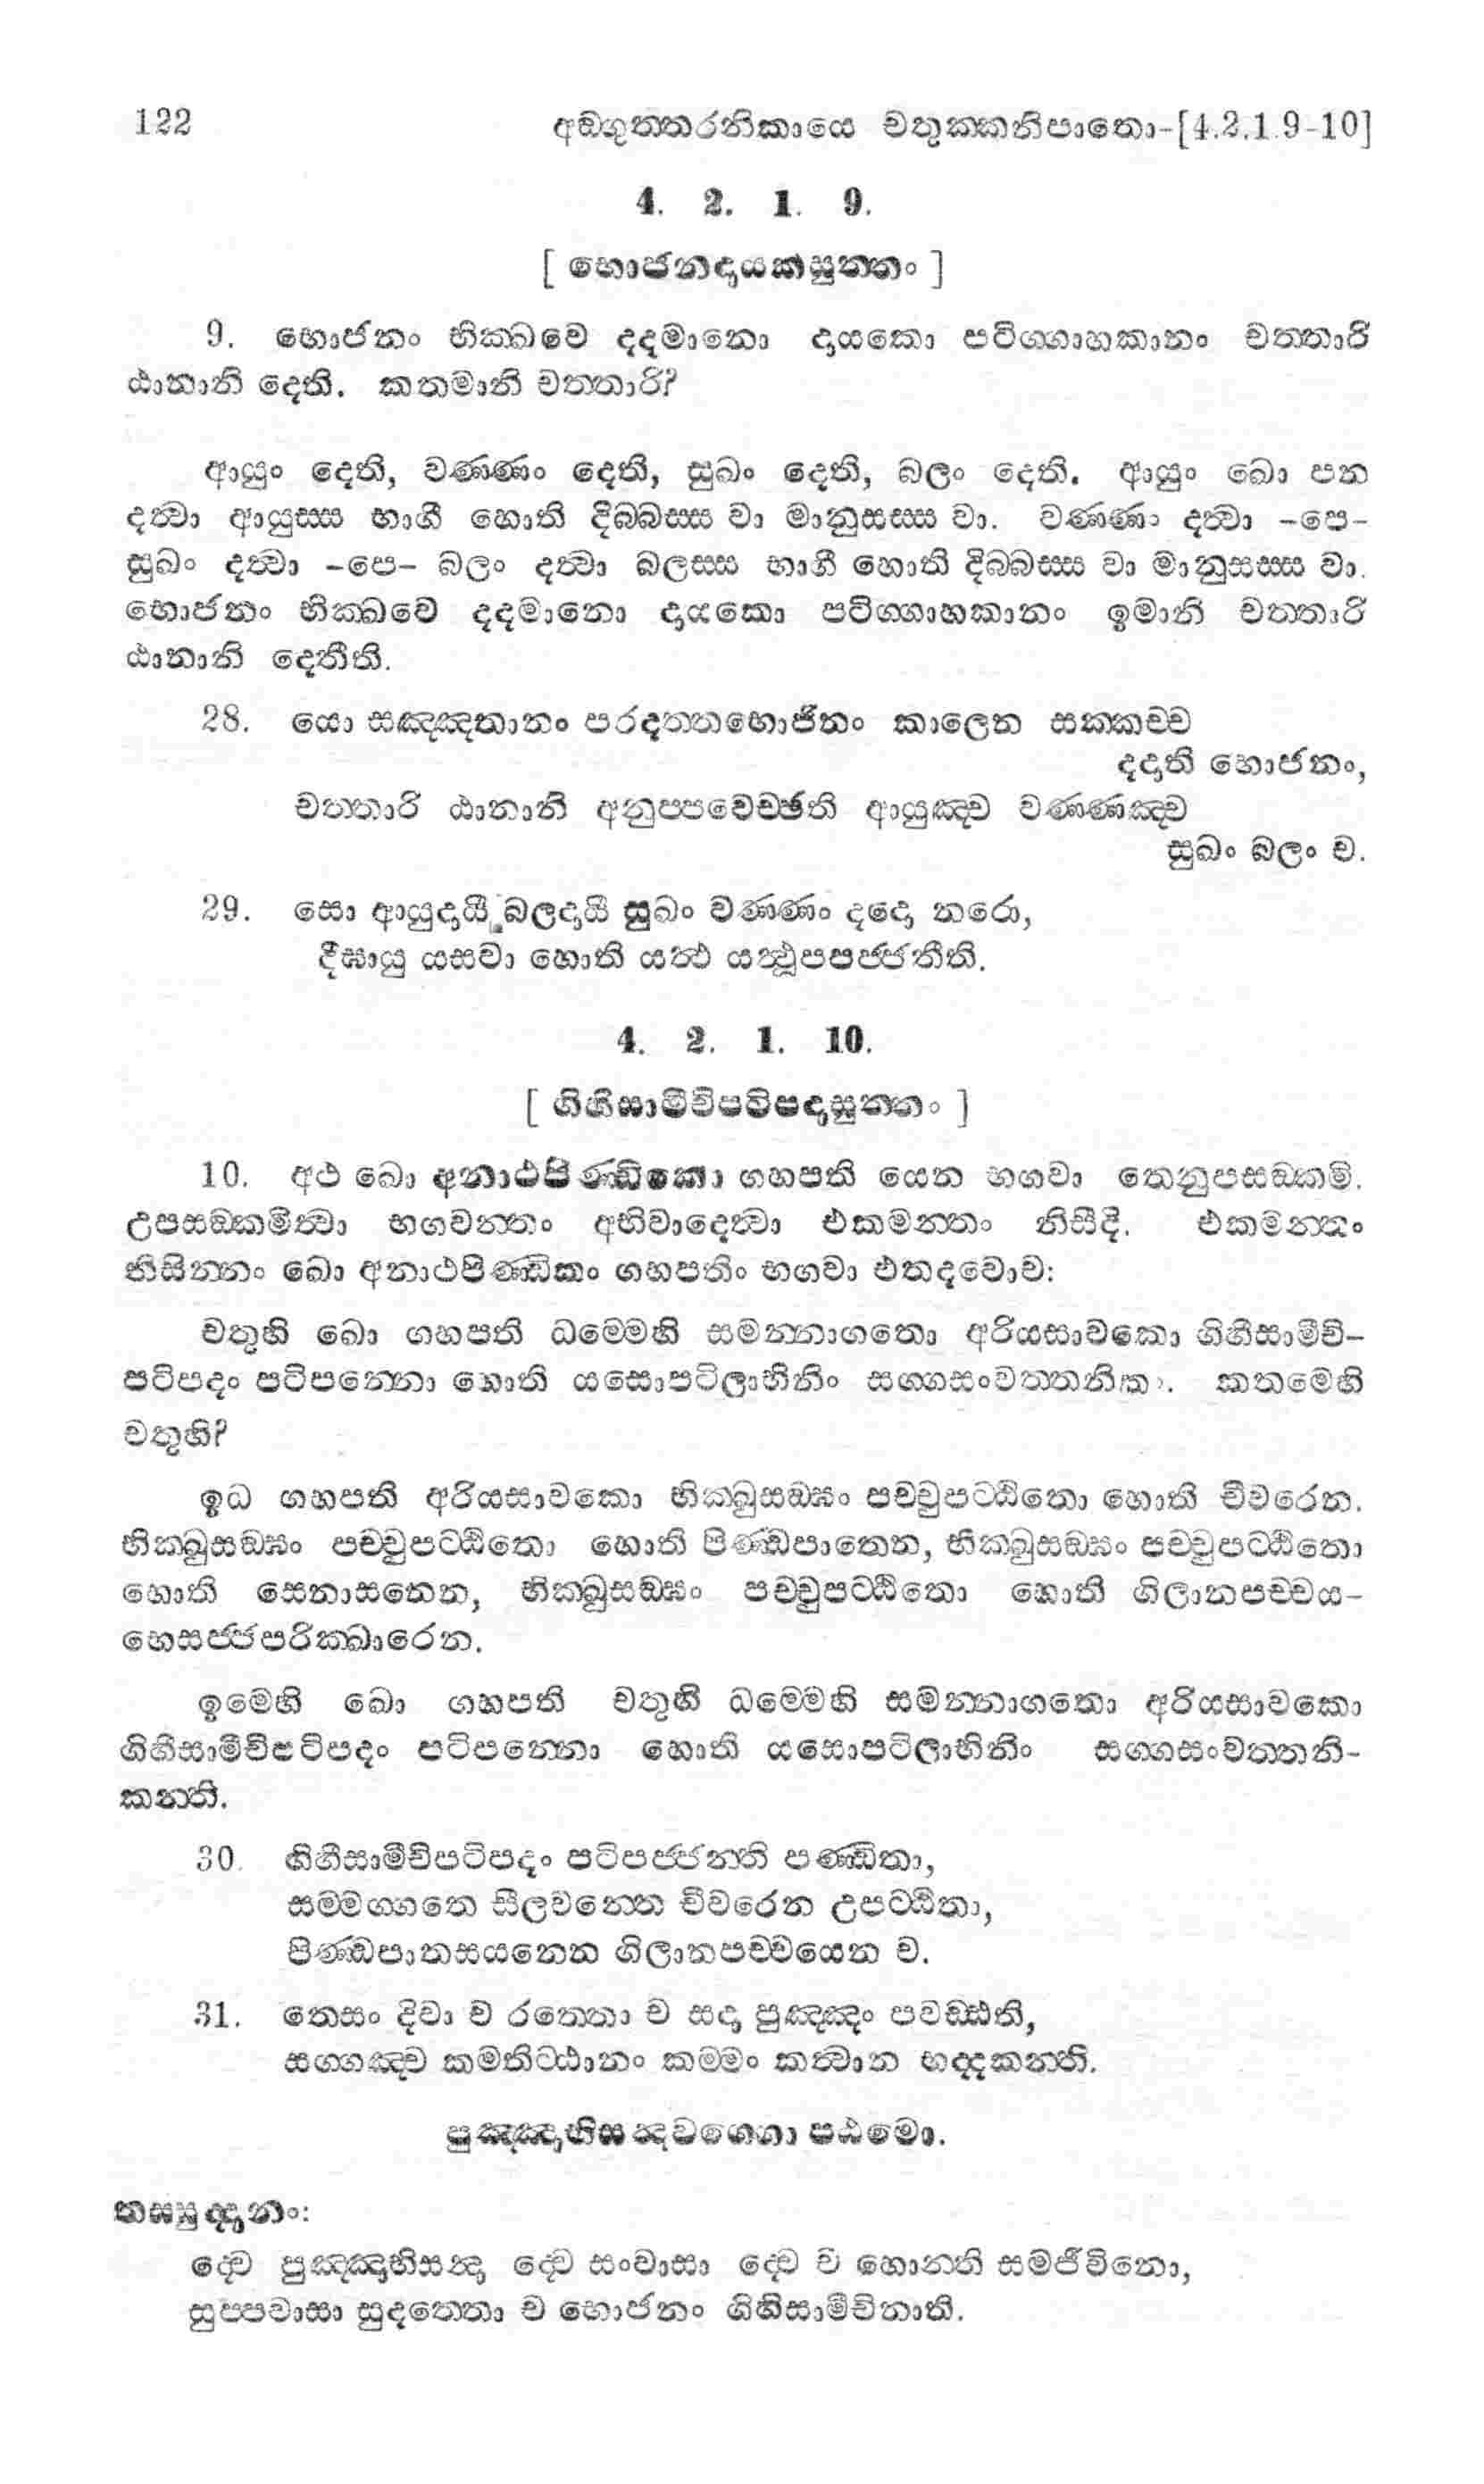 122 අඞ්ගුත්තරනිකායෙ චතුක්කනිපාතො-[4.2.1.9-10]
4. 2. 1. 9.
[ භොජනදායකසුත්තං ]
9. භොජනං භික්ඛවෙ දදමානො දායකො පටිග්ගාහකානං චත්තාරි
ඨානානි දෙති. කතමානි චත්තාරි?
ආයුං දෙති, වණ්ණං දෙති, සුඛං දෙති, බලං දෙති. ආයුං ඛො පන
දත්වා ආයුස්ස භාගී හොති දිබ්බස්ස වා මානුසස්ස වා. වණ්ණං දත්වා -පෙ-
සුඛං දත්වා -පෙ- බලං දත්වා බලස්ස භාගී හොති දිබ්බස්ස වා මානුසස්ස වා.
භොජනං භික්ඛවෙ දදමානො දායකො පටිග්ගාහකානං ඉමානි චත්තාරි
ඨානානි දෙතීති.
28. යො සඤ්ඤතානං පරදත්තභොජිනං කාලෙන සක්කච්ච
දදාති භොජනං,
චත්තාරි ඨානානි අනුප්පවෙච්ඡති ආයුඤ්ච වණ්ණඤ්ච
සුඛං බලං ච.
29. සො ආයුදායී බලදායී සුඛං වණ්ණං දදො නරො,
දීඝායු යසවා හොති යත්ථ යත්ථූපපජ්ජතීති.
4. 2. 1. 10.
[ ගිහීසාමීචිපටිපදාසුත්තං ]
10. අථ ඛො අනාථපිණ්ඩිකො ගහපති යෙන භගවා තෙනුපසඞ්කමි.
උපසඞ්කමිත්වා භගවන්තං අභිවාදෙත්වා එකමන්තං නිසීදි. එකමන්තං
නිසින්නං ඛො අනාථපිණ්ඩිකං ගහපතිං භගවා එතදවොච:
චතූහි ඛො ගහපති ධම්මෙහි සමන්නාගතො අරියසාවකො ගිහීසාමීචි-
පටිපදං පටිපන්නො හොති යසොපටිලාභිනිං සග්ගසංවත්තනිකං. කතමෙහි
චතූහි?
ඉධ ගහපති අරියසාවකො භික්ඛුසඞ්ඝං පච්චුපට්ඨිතො හොති චීවරෙන.
භික්ඛුසඞ්ඝං පච්චුපට්ඨිතො හොති පිණ්ඩපාතෙන, භික්ඛුසඞ්ඝං පච්චුපට්ඨිතො
හොති සෙනාසනෙන, භික්ඛුසඞ්ඝං පච්චුපට්ඨිතො හොති ගිලානපච්චය-
භෙසජ්ජපරික්ඛාරෙන.
ඉමෙහි ඛො ගහපති චතූහි ධම්මෙහි සමන්නාගතො අරියසාවකො
ගිහීසාමීචිපටිපදං පටිපන්නො හොති යසොපටිලාභිනිං සග්ගසංවත්තනි-
කන්ති.
30. ගිහීසාමීචිපටිපදං පටිපජ්ජන්ති පණ්ඩිතා,
සම්මග්ගතෙ සීලවන්තෙ චීවරෙන උපට්ඨිතා,
පිණ්ඩපාතසයනෙන ගිලානපච්චයෙන ච.
31. තෙසං දිවා ච රත්තො ච සදා පුඤ්ඤං පවඩ්ඪති,
සග්ගඤ්ච කමතිට්ඨානං කම්මං කත්වාන භද්දකන්ති.
පුඤ්ඤාභිසන්දවග්ගො පඨමො.
තස්සුද්දානං:
ද්වෙ පුඤ්ඤාභිසන්දා ද්වෙ සංවාසා ද්වෙ ච හොන්ති සමජීවිනො,
සුප්පවාසා සුදත්තො ච භොජනං ගිහිසාමීචිනාති.